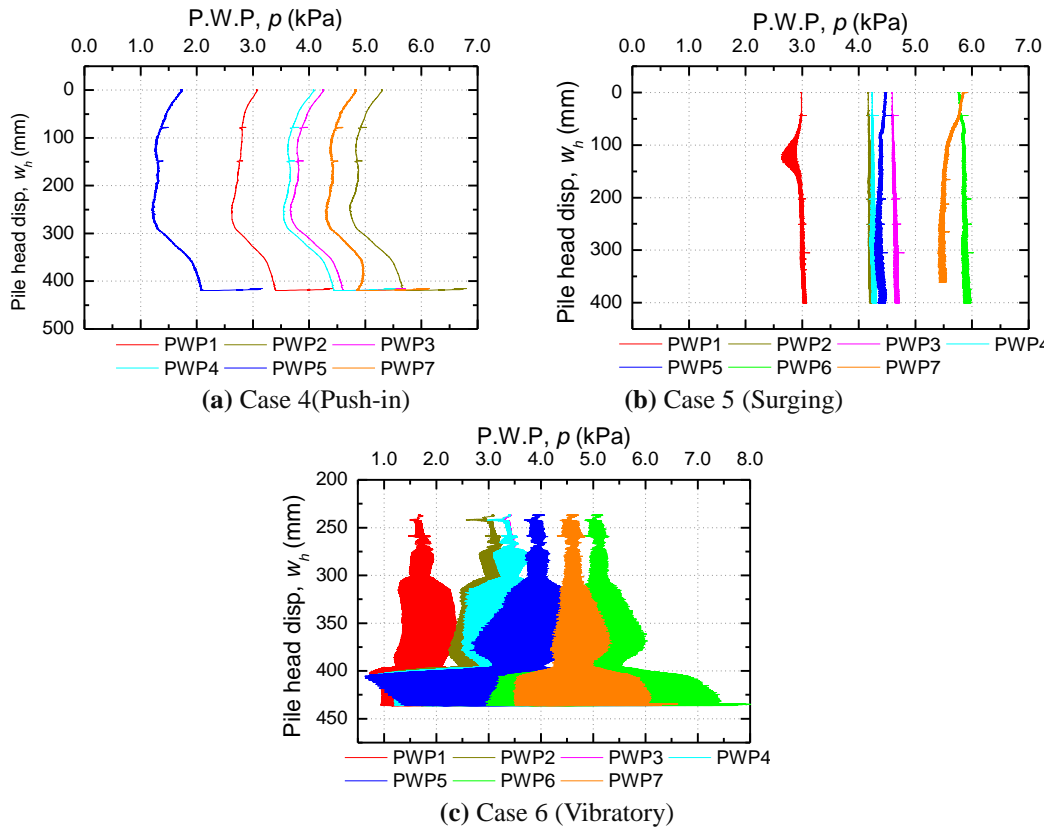 P.W.P, p (kPa)
0.0 1.0 2.0 3.0 4.0 5.0 6.0 7.0
Pile head disp, w_h (mm)
0
100
200
300
400
500
PWP1 PWP2 PWP3
PWP4 PWP5 PWP7
(a) Case 4(Push-in)
P.W.P, p (kPa)
0.0 1.0 2.0 3.0 4.0 5.0 6.0 7.0
Pile head disp, w_h (mm)
0
100
200
300
400
PWP1 PWP2 PWP3 PWP4
PWP5 PWP6 PWP7
(b) Case 5 (Surging)
P.W.P, p (kPa)
1.0 2.0 3.0 4.0 5.0 6.0 7.0 8.0
Pile head disp, w_h (mm)
200
250
300
350
400
450
PWP1 PWP2 PWP3 PWP4
PWP5 PWP6 PWP7
(c) Case 6 (Vibratory)